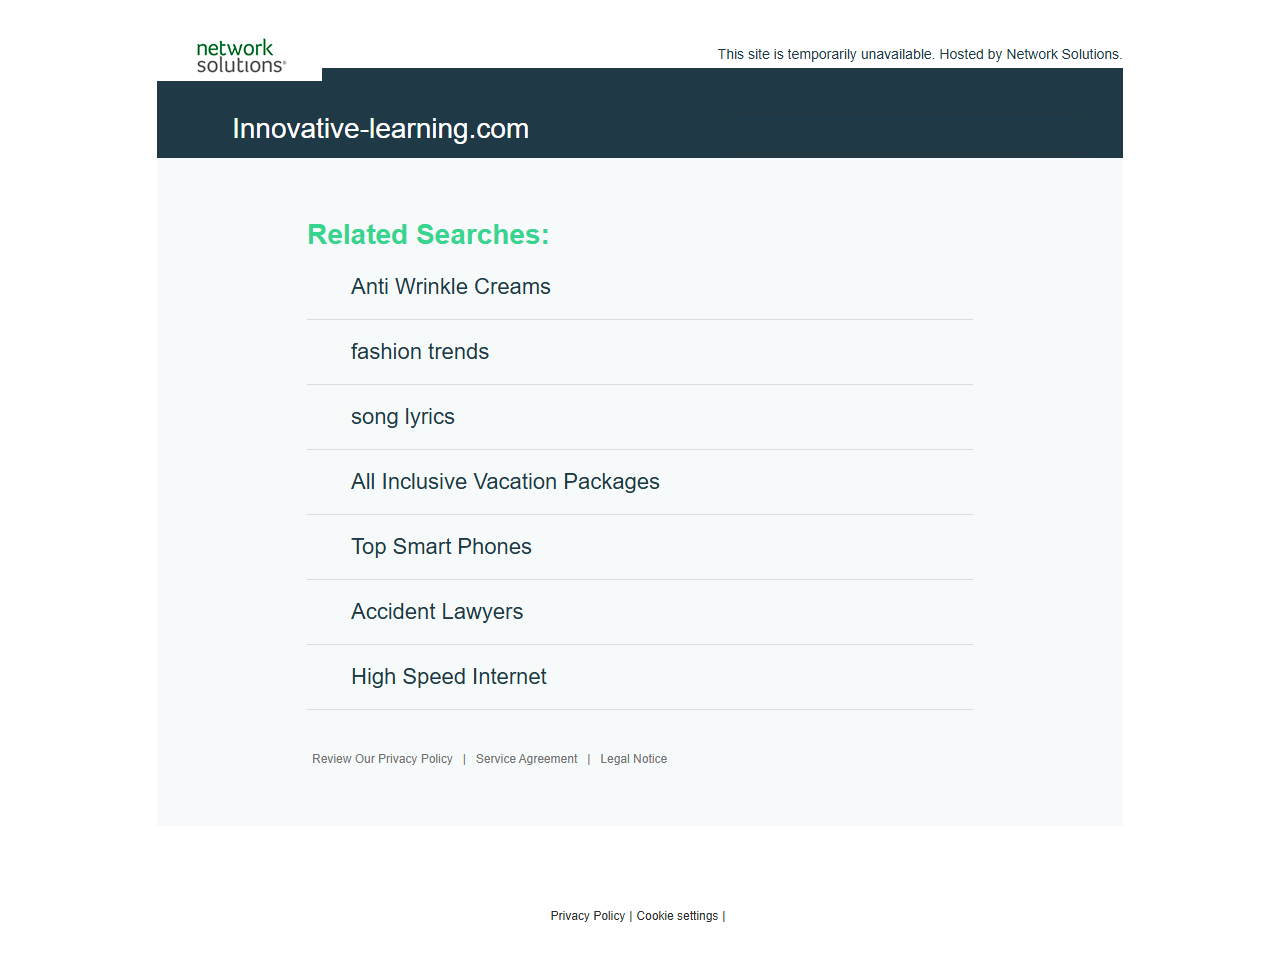 network
solutions®
This site is temporarily unavailable. Hosted by Network Solutions.
Innovative-learning.com
Related Searches:
Anti Wrinkle Creams
fashion trends
song lyrics
All Inclusive Vacation Packages
Top Smart Phones
Accident Lawyers
High Speed Internet
Review Our Privacy Policy | Service Agreement | Legal Notice
Privacy Policy | Cookie settings |